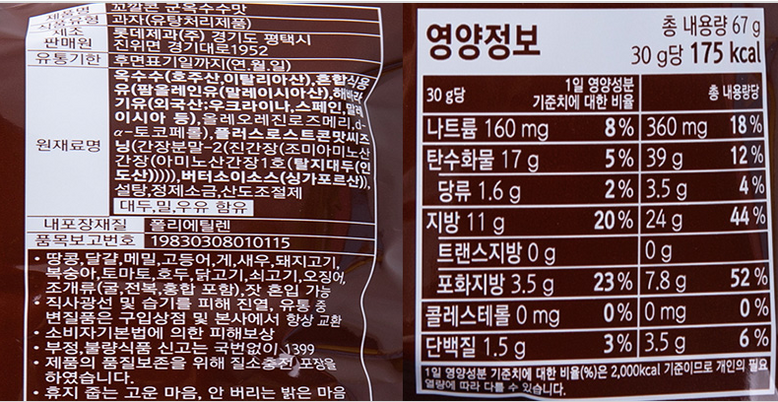 제품명 꼬깔콘 군옥수수맛
식품유형 과자(유탕처리제품)
제조 판매원 롯데제과(주) 경기도 평택시
진위면 경기대로1952
유통기한 후면표기일까지(연.월.일)
원재료명 옥수수(호주산,이탈리아산),혼합식용
유(팜올레인유(말레이시아산),해바라
기유(외국산:우크라이나,스페인,말레
이시아 등),올레오레진로즈메리,d-
α-토코페롤),플러스로스트콘맛씨즈
닝(간장분말-2(진간장(조미아미노산
간장(아미노산간장1호(탈지대두(인
도산))))),버터소이소스(싱가포르산)),
설탕,정제소금,산도조절제
대두,밀,우유 함유
내포장재질 폴리에틸렌
품목보고번호 19830308010115
• 땅콩,달걀,메밀,고등어,게,새우,돼지고기,
복숭아,토마토,호두,닭고기,쇠고기,오징어,
조개류(굴,전복,홍합 포함),잣 혼입 가능
• 직사광선 및 습기를 피해 진열, 유통 중
변질품은 구입상점 및 본사에서 항상 교환
• 소비자기본법에 의한 피해보상
• 부정,불량식품 신고는 국번없이 1399
• 제품의 품질보존을 위해 질소충전 포장을
하였습니다.
• 휴지 줍는 고운 마음, 안 버리는 밝은 마음
영양정보
총 내용량 67 g
30 g당 175 kcal
30 g당 1일 영양성분 기준치에 대한 비율 총 내용량당
나트륨 160 mg 8% 360 mg 18%
탄수화물 17 g 5% 39 g 12%
당류 1.6 g 2% 3.5 g 4%
지방 11 g 20% 24 g 44%
트랜스지방 0 g 0 g
포화지방 3.5 g 23% 7.8 g 52%
콜레스테롤 0 mg 0% 0 mg 0%
단백질 1.5 g 3% 3.5 g 6%
1일 영양성분 기준치에 대한 비율(%)은 2,000kcal 기준이므로 개인의 필요
열량에 따라 다를 수 있습니다.